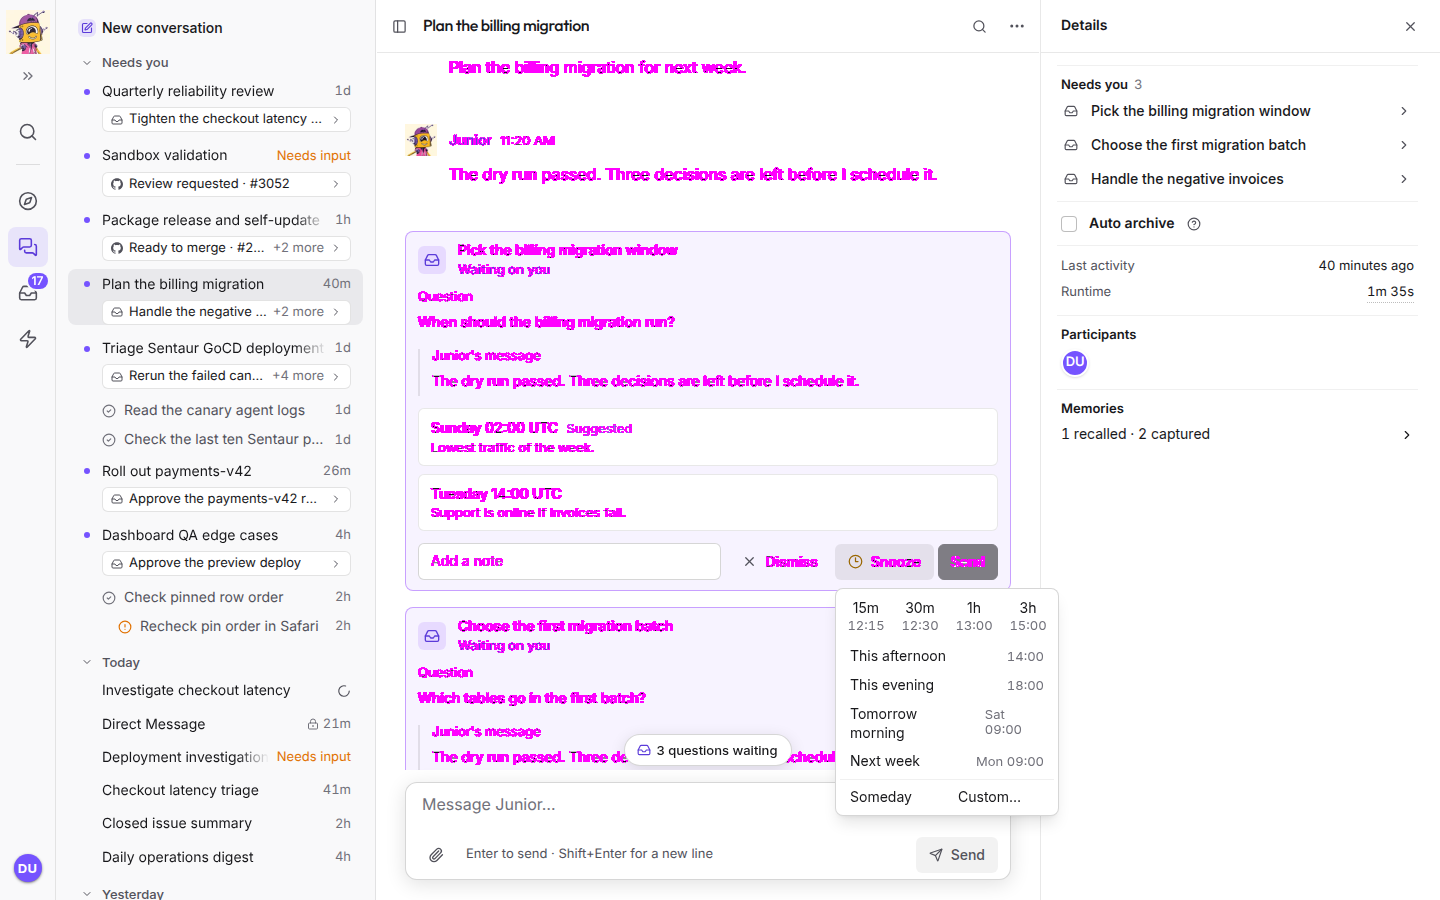 New conversation
Needs you
Quarterly reliability review 1d
Tighten the checkout latency ...
Sandbox validation Needs input
Review requested · #3052
Package release and self-update 1h
Ready to merge · #2... +2 more
Plan the billing migration 40m
Handle the negative ... +2 more
Triage Sentaur GoCD deployment 1d
Rerun the failed can... +4 more
Read the canary agent logs 1d
Check the last ten Sentaur p... 1d
Roll out payments-v42 26m
Approve the payments-v42 r...
Dashboard QA edge cases 4h
Approve the preview deploy
Check pinned row order 2h
Recheck pin order in Safari 2h
Today
Investigate checkout latency
Direct Message 21m
Deployment investigation Needs input
Checkout latency triage 41m
Closed issue summary 2h
Daily operations digest 4h
Yesterday
17
DU
Plan the billing migration
Plan the billing migration for next week.
Junior 11:20 AM
The dry run passed. Three decisions are left before I schedule it.
Pick the billing migration window
Waiting on you
Question
When should the billing migration run?
Junior's message
The dry run passed. Three decisions are left before I schedule it.
Sunday 02:00 UTC Suggested
Lowest traffic of the week.
Tuesday 14:00 UTC
Support is online if invoices fail.
Add a note
Dismiss
Snooze
Send
15m 30m 1h 3h
12:15 12:30 13:00 15:00
This afternoon 14:00
This evening 18:00
Tomorrow morning Sat 09:00
Next week Mon 09:00
Someday Custom...
Choose the first migration batch
Waiting on you
Question
Which tables go in the first batch?
Junior's message
The dry run passed. Three
3 questions waiting
Message Junior...
Enter to send · Shift+Enter for a new line
Send
Details
Needs you 3
Pick the billing migration window
Choose the first migration batch
Handle the negative invoices
Auto archive
Last activity 40 minutes ago
Runtime 1m 35s
Participants
DU
Memories
1 recalled · 2 captured